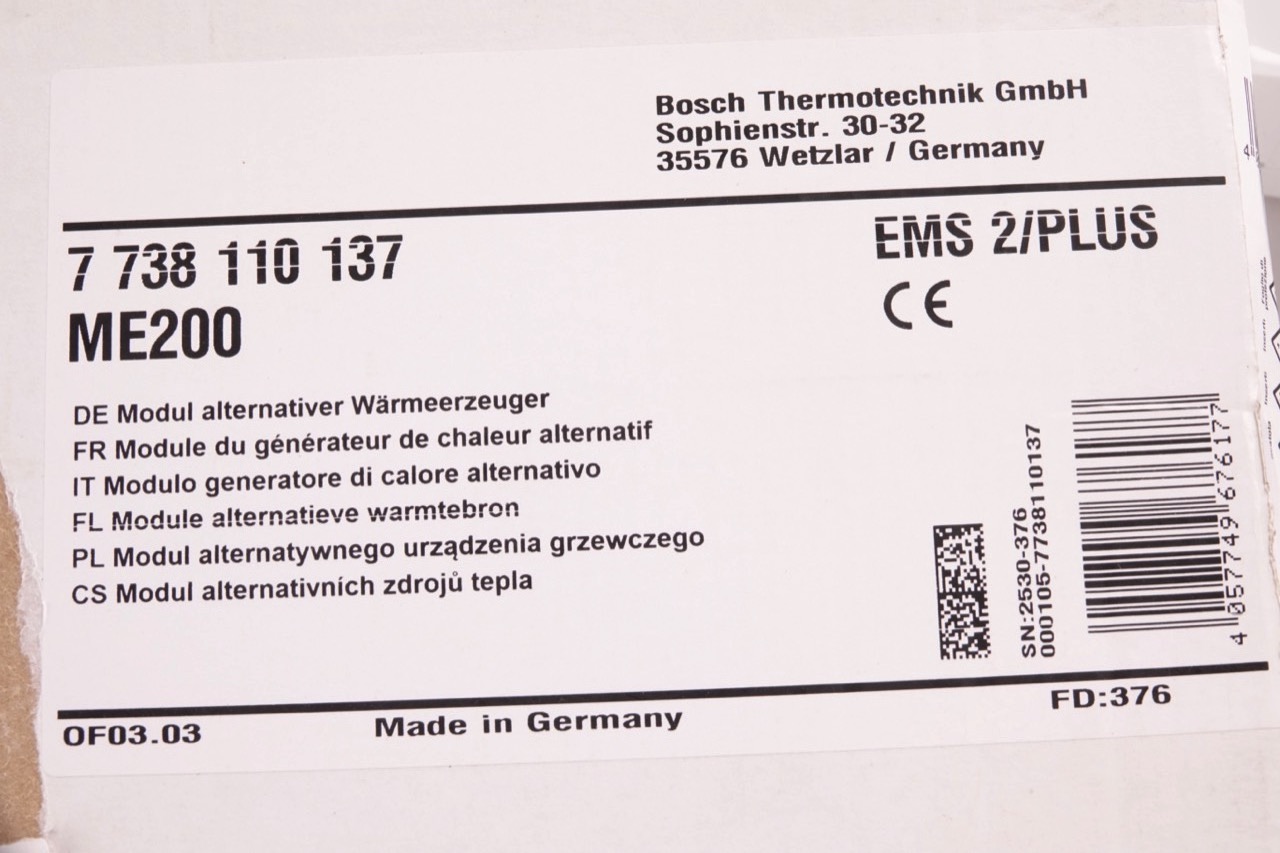 Bosch Thermotechnik GmbH
Sophienstr. 30-32
35576 Wetzlar / Germany
7 738 110 137
EMS 2/PLUS
ME200
CE
DE Modul alternativer Wärmeerzeuger
FR Module du générateur de chaleur alternatif
IT Modulo generatore di calore alternativo
FL Module alternatieve warmtebron
PL Moduł alternatywnego urządzenia grzewczego
CS Modul alternativních zdrojů tepla
SN:2530-376
000105-7738110137
4 057749 676177
FD:376
OF03.03
Made in Germany